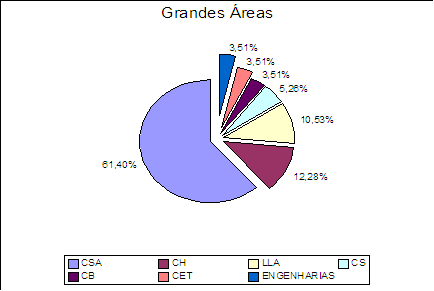 Grandes Áreas
3,51%
3,51%
3,51%
5,26%
10,53%
12,28%
61,40%
CSA CH LLA CS
CB CET ENGENHARIAS